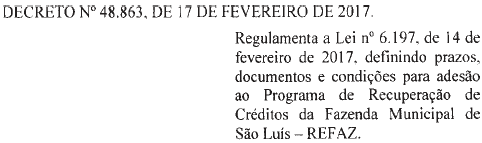 DECRETO Nº 48.863, DE 17 DE FEVEREIRO DE 2017.
Regulamenta a Lei nº 6.197, de 14 de
fevereiro de 2017, definindo prazos,
documentos e condições para adesão
ao Programa de Recuperação de
Créditos da Fazenda Municipal de
São Luís – REFAZ.